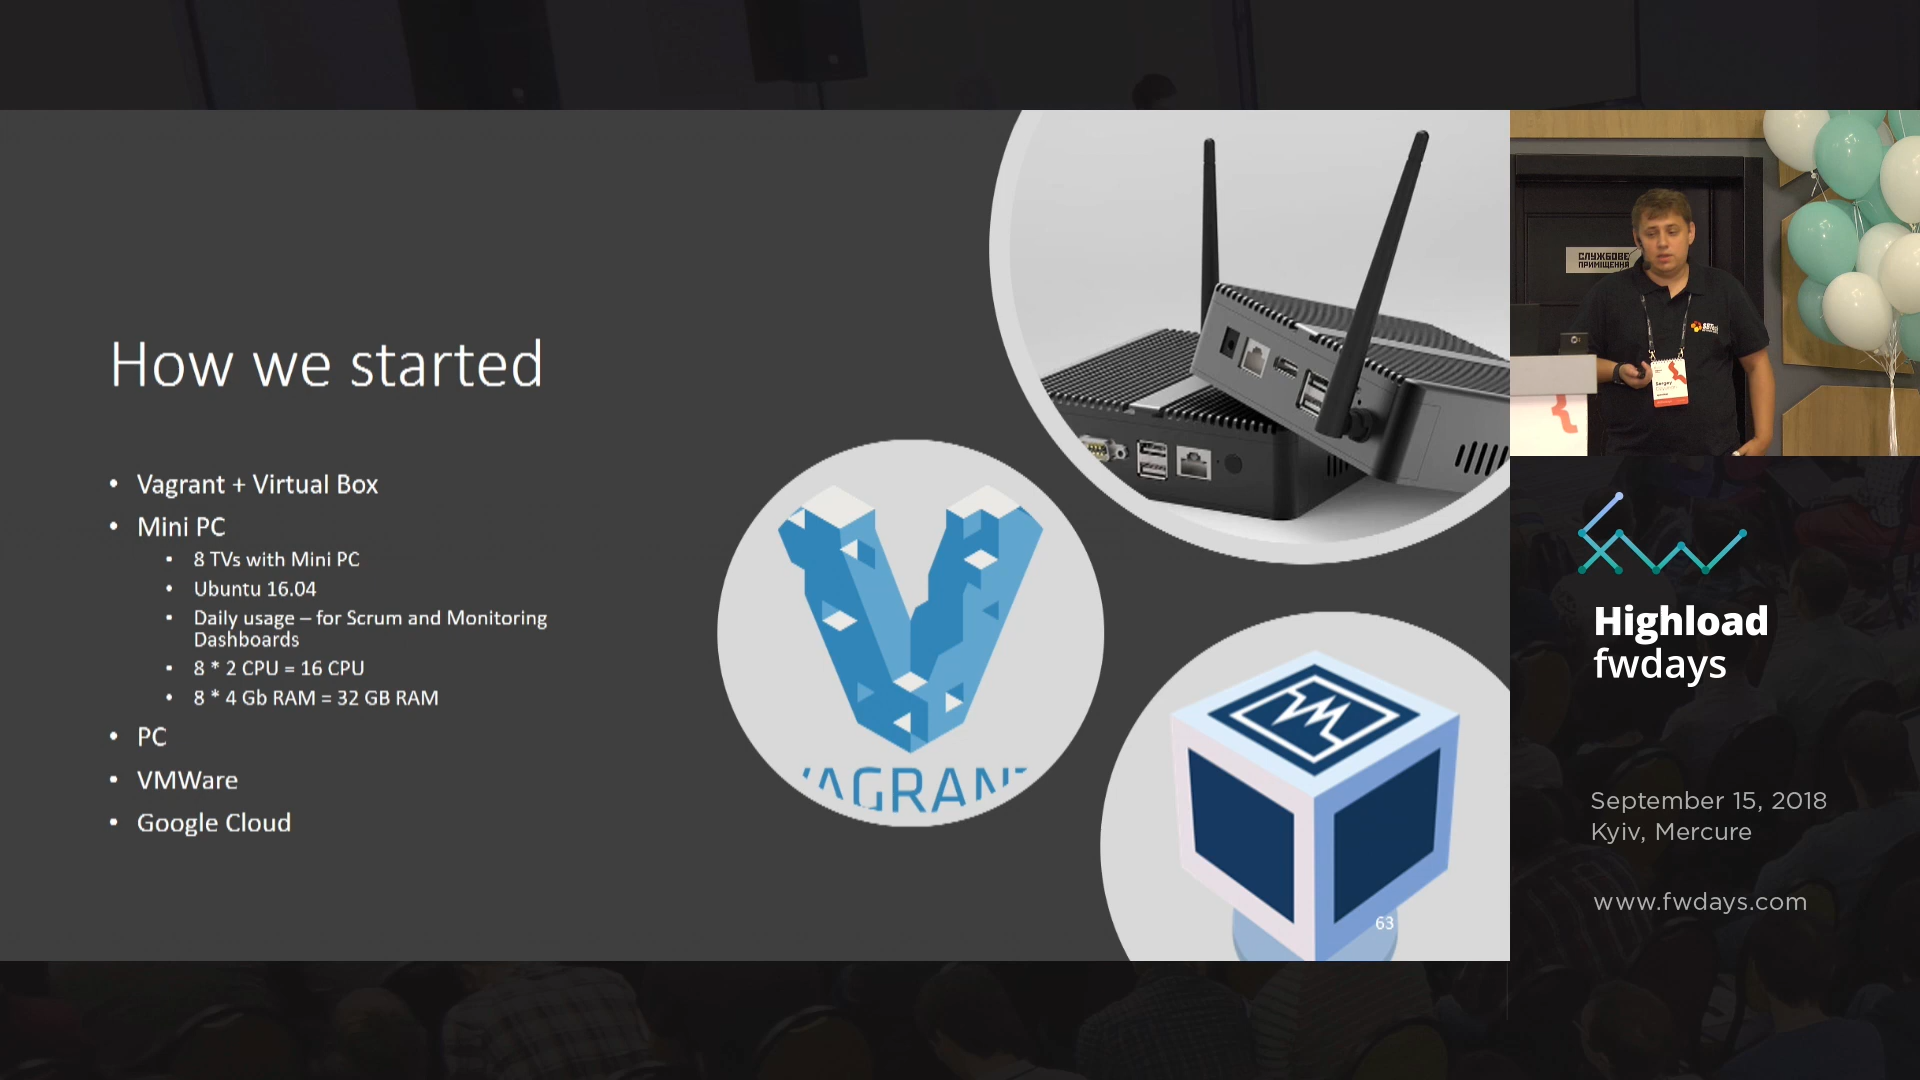 How we started
• Vagrant + Virtual Box
• Mini PC
• 8 TVs with Mini PC
• Ubuntu 16.04
• Daily usage – for Scrum and Monitoring
Dashboards
• 8 * 2 CPU = 16 CPU
• 8 * 4 Gb RAM = 32 GB RAM
• PC
• VMWare
• Google Cloud
VAGRANT
63
СЛУЖБОВЕ
ПРИМІЩЕННЯ
Sergey
Highload
fwdays
September 15, 2018
Kyiv, Mercure
www.fwdays.com